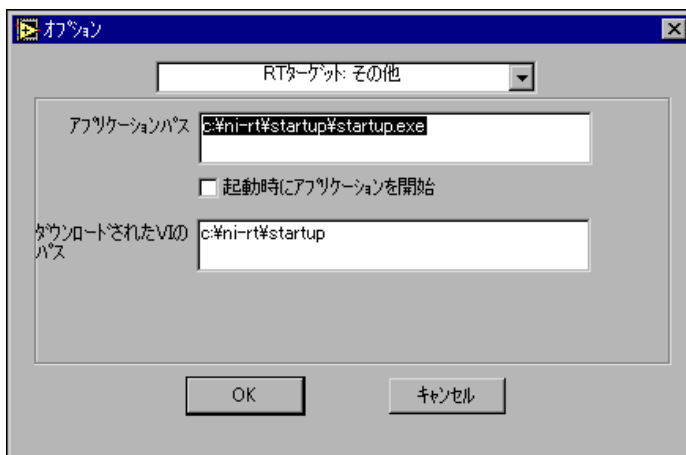 オプション
RTターゲット: その他
アプリケーションパス
c:¥ni-rt¥startup¥startup.exe
起動時にアプリケーションを開始
ダウンロードされたVIの
パス
c:¥ni-rt¥startup
OK
キャンセル